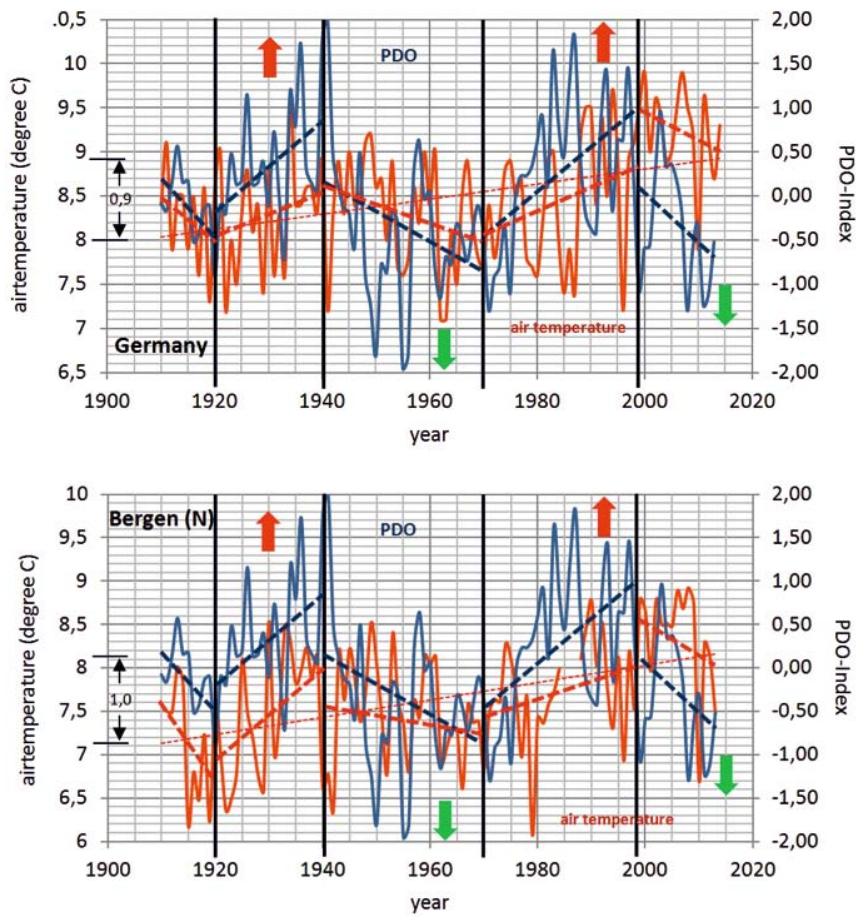 .0,5
2,00
10
1,50
9,5
1,00
9
0,50
8,5
0,00
8
-0,50
7,5
-1,00
7
-1,50
6,5
-2,00
airtemperature (degree C)
PDO-Index
PDO
0,9
air temperature
Germany
1900 1920 1940 1960 1980 2000 2020
year
10
2,00
9,5
1,50
9
1,00
8,5
0,50
8
0,00
7,5
-0,50
7
-1,00
6,5
-1,50
6
-2,00
airtemperature (degree C)
PDO-Index
Bergen (N)
PDO
1,0
air temperature
1900 1920 1940 1960 1980 2000 2020
year